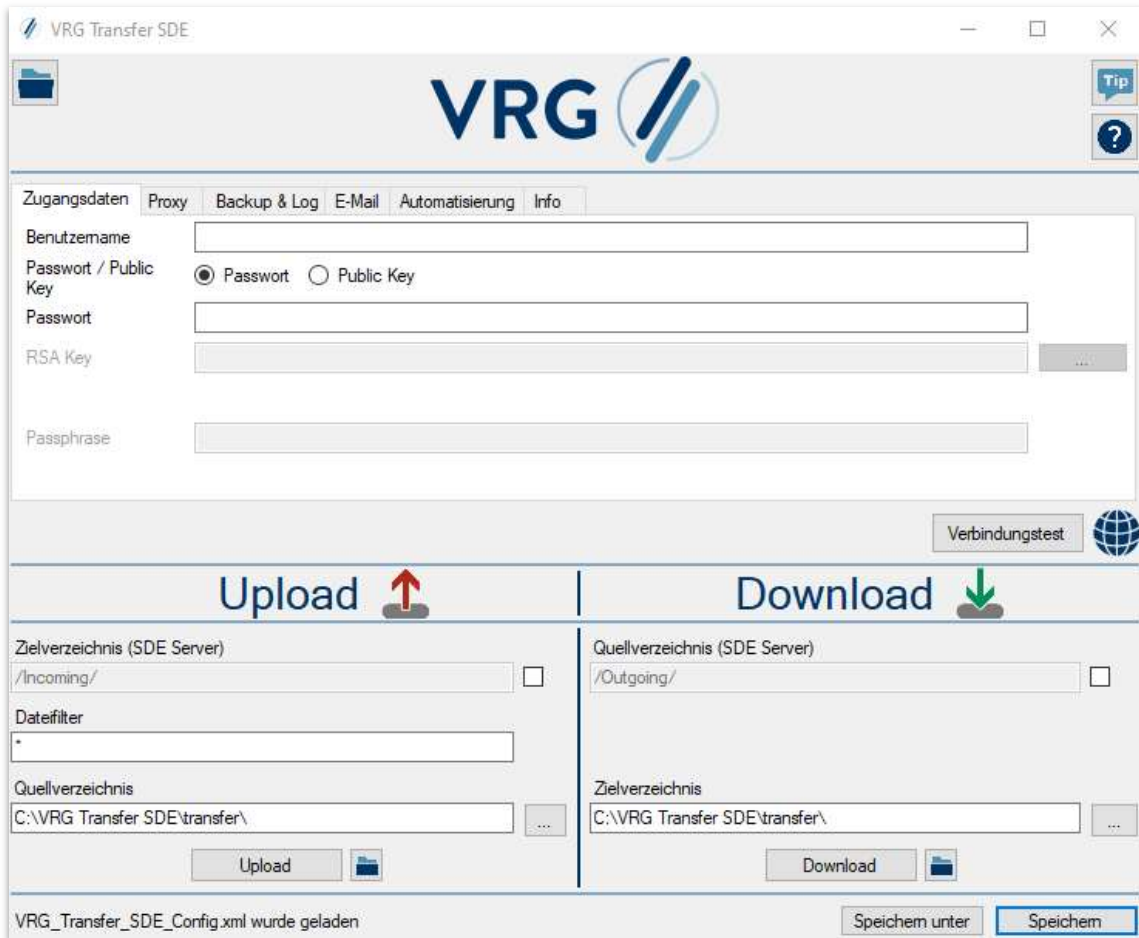 VRG Transfer SDE
VRG
Tip
?
Zugangsdaten Proxy Backup & Log E-Mail Automatisierung Info
Benutzername
Passwort / Public
Key
Passwort Public Key
Passwort
RSA Key
...
Passphrase
Verbindungstest
Upload Download
Zielverzeichnis (SDE Server)
/Incoming/
Dateifilter
*
Quellverzeichnis
C:\VRG Transfer SDE\transfer\
...
Upload
Quellverzeichnis (SDE Server)
/Outgoing/
Zielverzeichnis
C:\VRG Transfer SDE\transfer\
...
Download
VRG_Transfer_SDE_Config.xml wurde geladen
Speichern unter Speichern